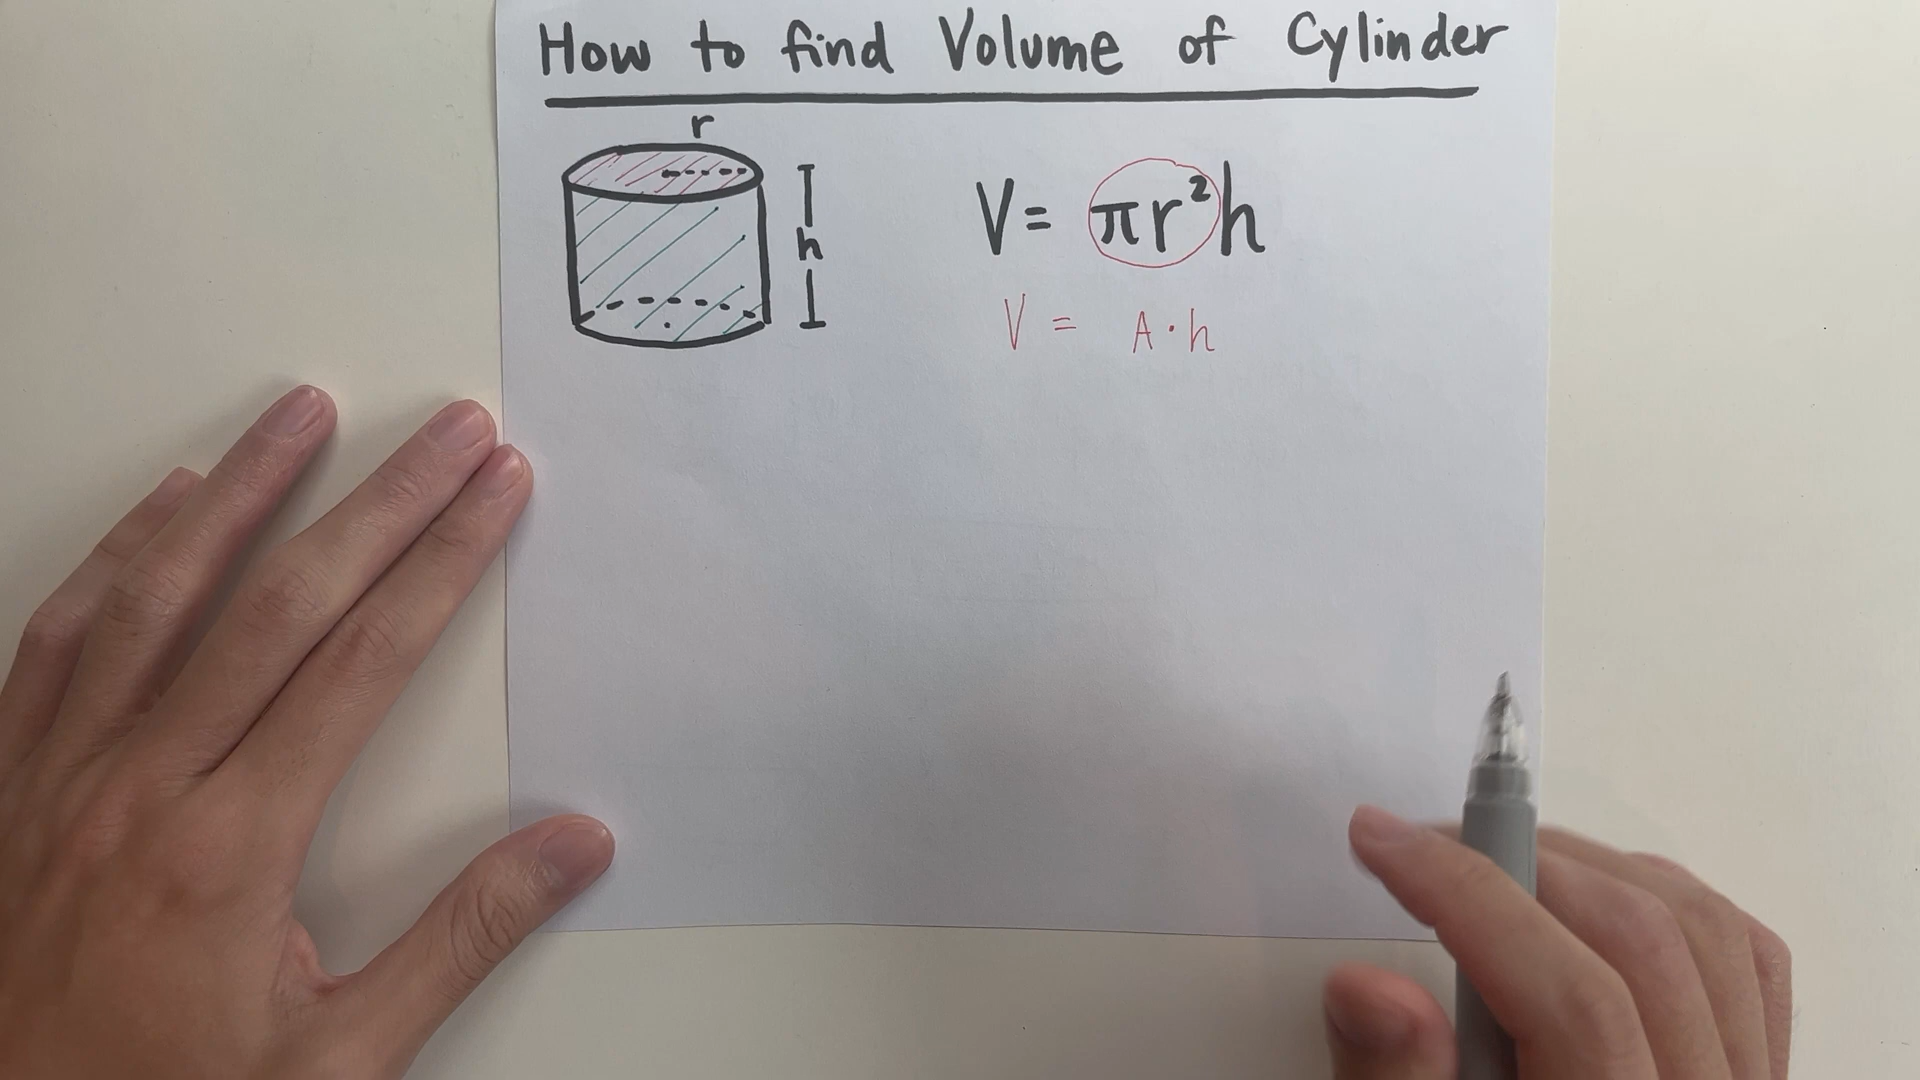 How to find Volume of Cylinder
r
h
V = πr²h
V = A · h